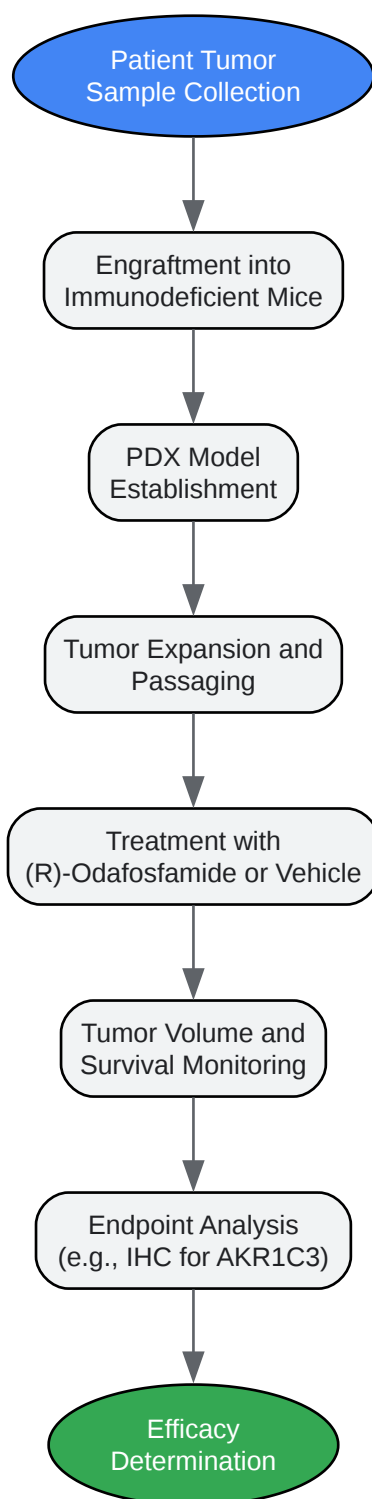 Patient Tumor
Sample Collection
Engraftment into
Immunodeficient Mice
PDX Model
Establishment
Tumor Expansion and
Passaging
Treatment with
(R)-Odafosfamide or Vehicle
Tumor Volume and
Survival Monitoring
Endpoint Analysis
(e.g., IHC for AKR1C3)
Efficacy
Determination